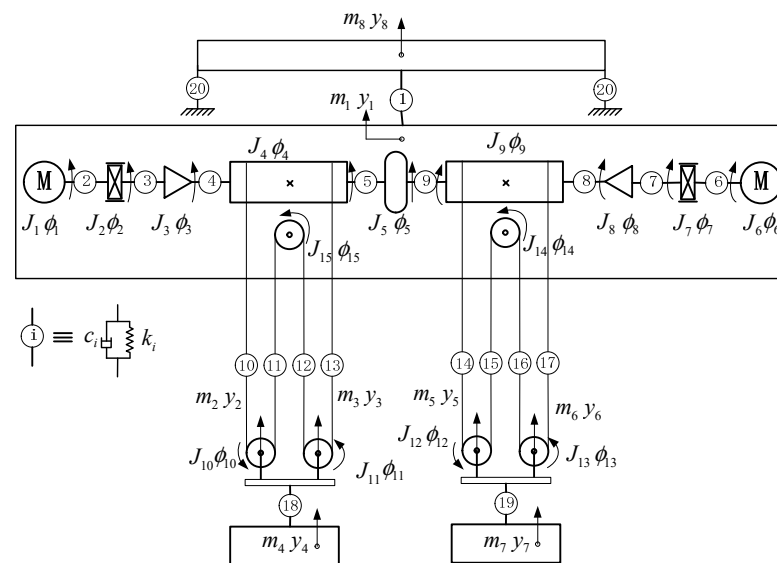 m₈ y₈
20 1 20
m₁ y₁
J₄ ϕ₄ J₉ ϕ₉
M 2 3 4 5 9 8 7 6 M
J₁ ϕ₁ J₂ ϕ₂ J₃ ϕ₃ J₅ ϕ₅ J₈ ϕ₈ J₇ ϕ₇ J₆ ϕ₆
J₁₅ ϕ₁₅ J₁₄ ϕ₁₄
i ≡ cᵢ kᵢ
10 11 12 13 14 15 16 17
m₂ y₂ m₃ y₃ m₅ y₅ m₆ y₆
J₁₀ ϕ₁₀ J₁₁ ϕ₁₁ J₁₂ ϕ₁₂ J₁₃ ϕ₁₃
18 19
m₄ y₄ m₇ y₇